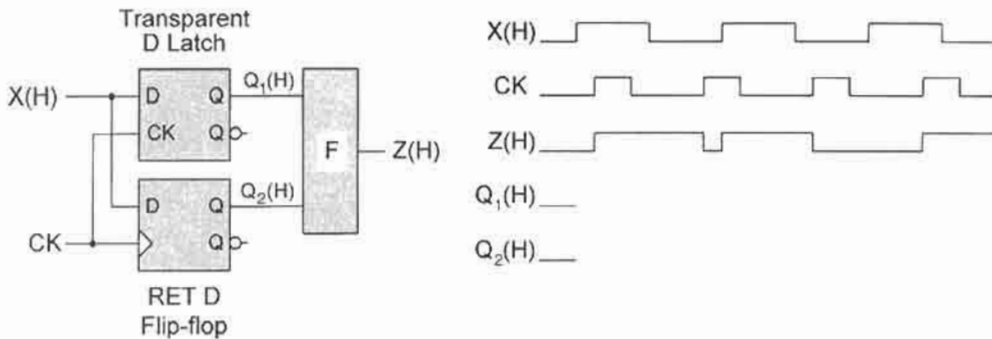 Transparent
D Latch
X(H)
D
Q
Q₁(H)
CK
Q
F
Z(H)
D
Q
Q₂(H)
CK
Q
RET D
Flip-flop
X(H)
CK
Z(H)
Q₁(H)
Q₂(H)